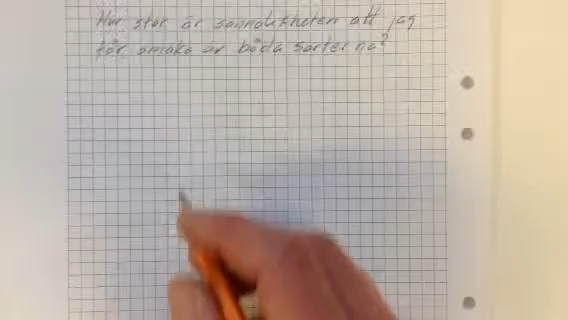 Hur stor är sannolikheten att jag
får smaka av båda sorterna?